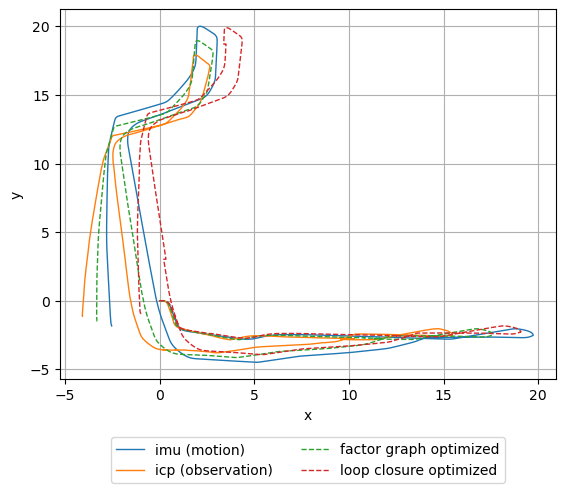 20
15
10
5
0
−5
y
−5 0 5 10 15 20
x
imu (motion) factor graph optimized
icp (observation) loop closure optimized